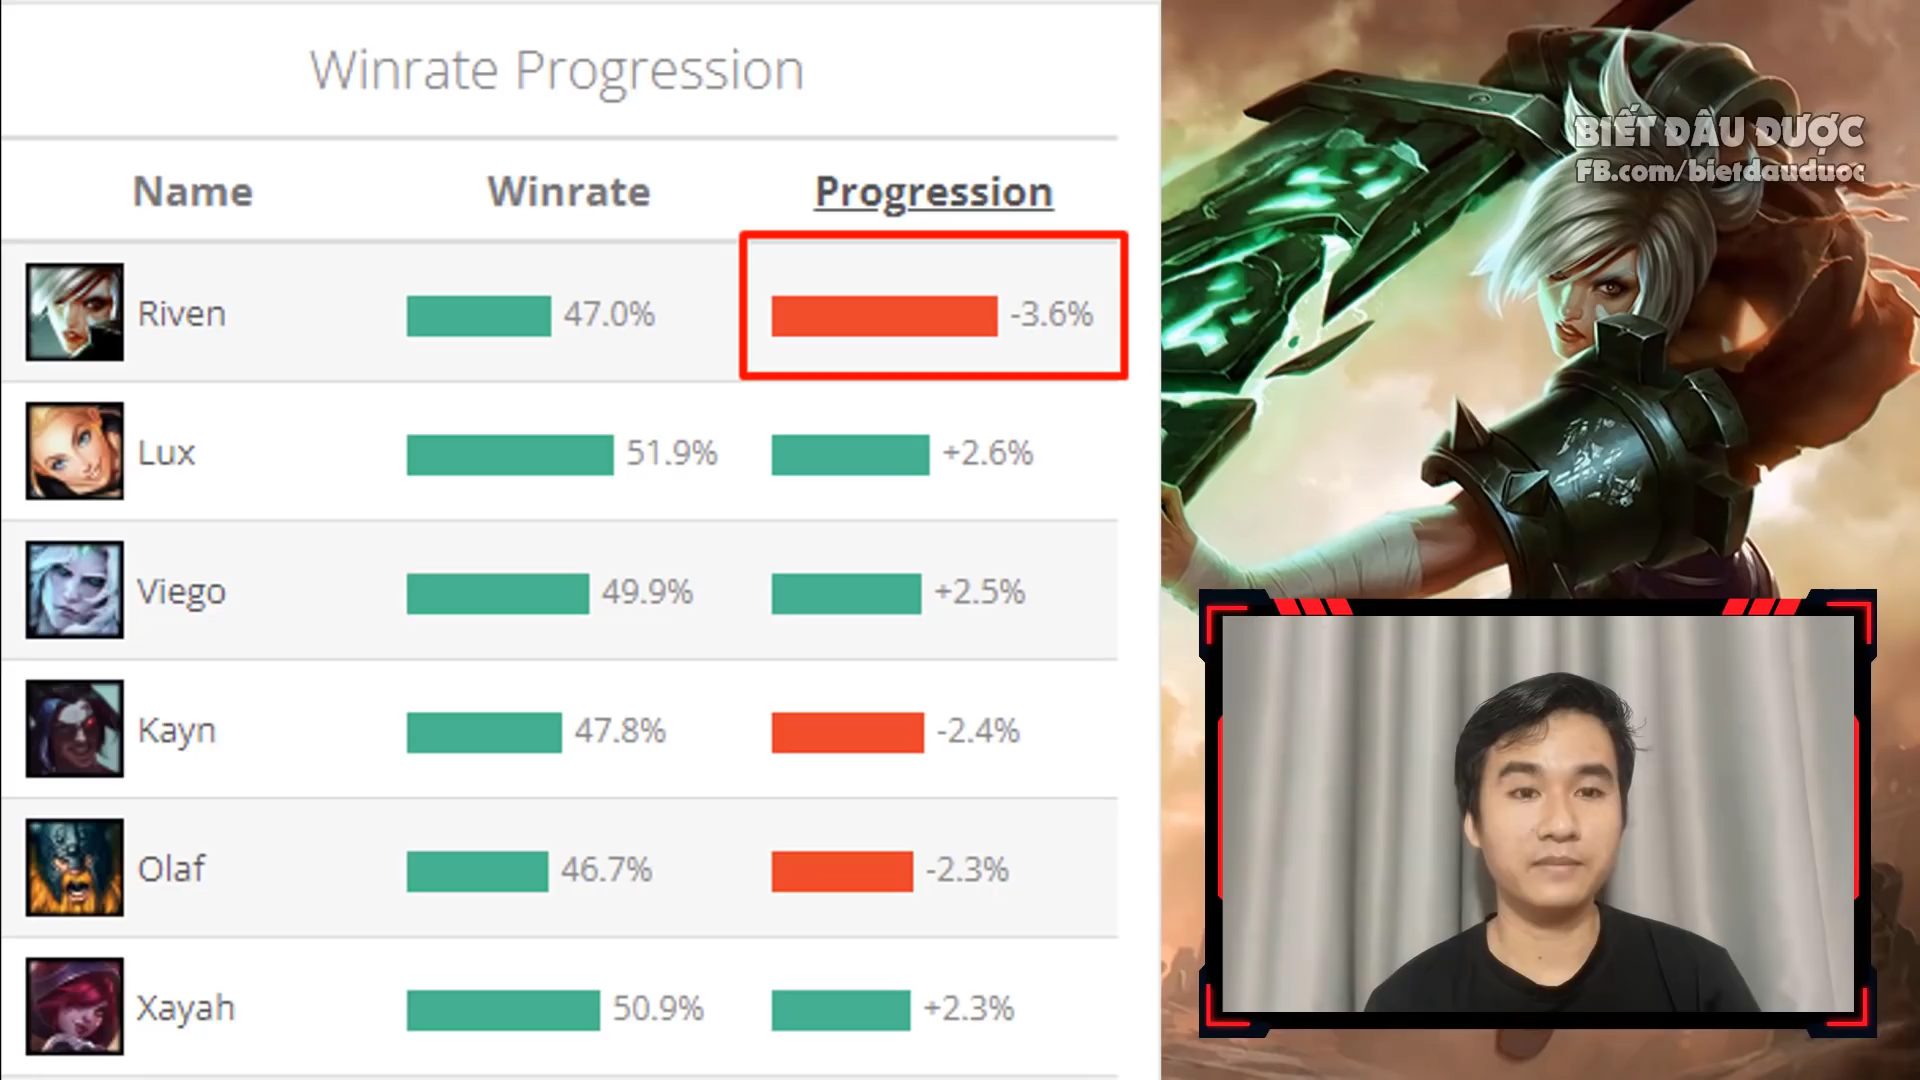 Winrate Progression
Name Winrate Progression
Riven 47.0% -3.6%
Lux 51.9% +2.6%
Viego 49.9% +2.5%
Kayn 47.8% -2.4%
Olaf 46.7% -2.3%
Xayah 50.9% +2.3%
BIẾT ĐÂU ĐƯỢC
FB.com/bietdauduoc